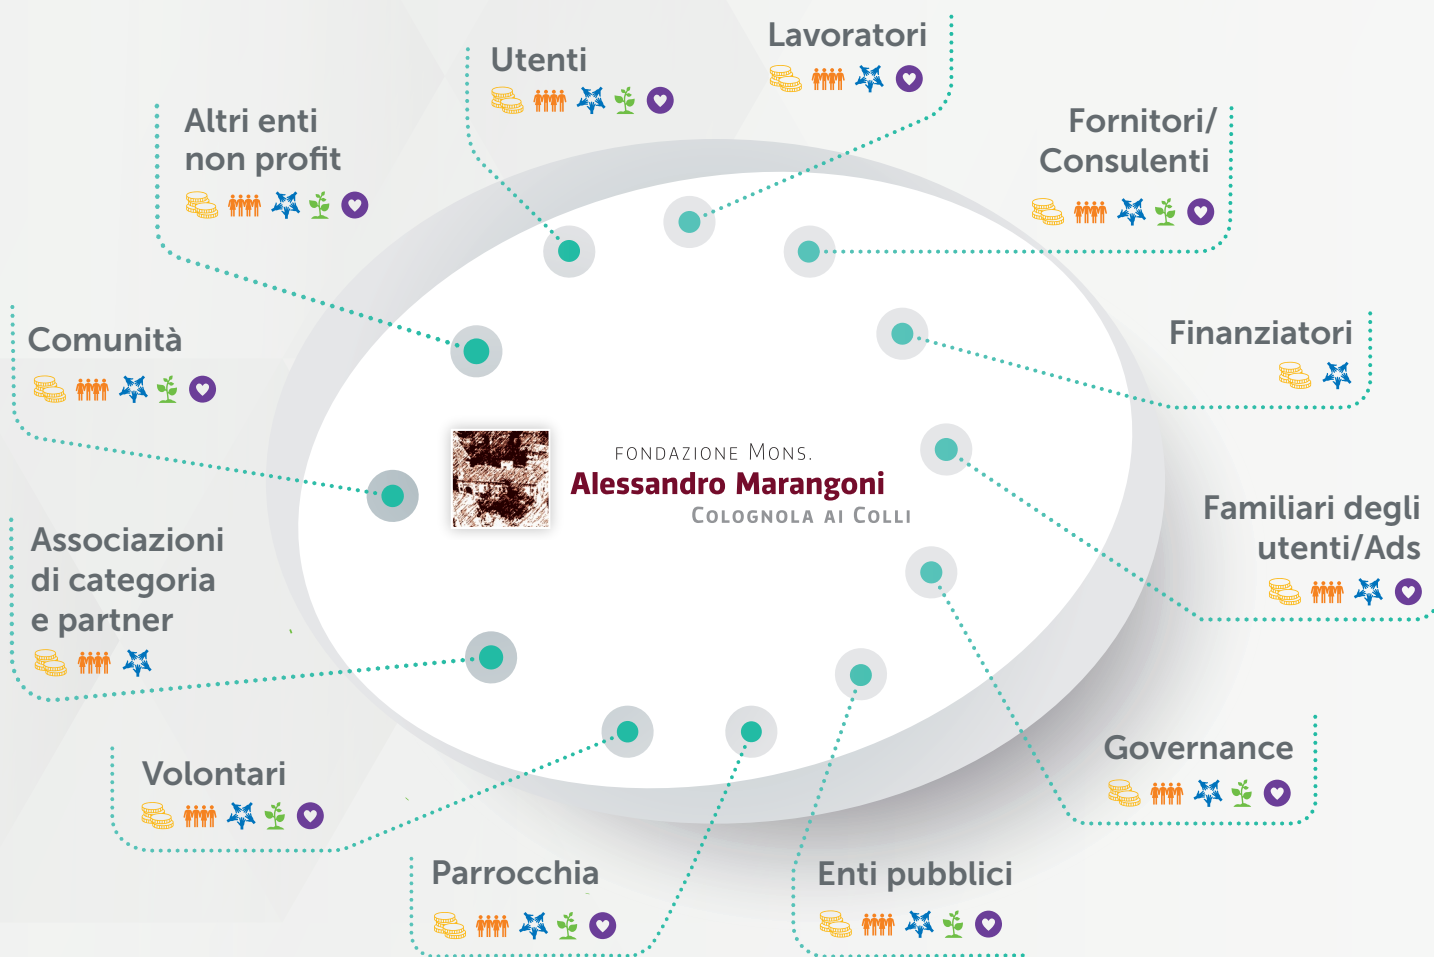 Lavoratori
Utenti
Altri enti
non profit
Fornitori/
Consulenti
Comunità
Finanziatori
FONDAZIONE MONS.
Alessandro Marangoni
COLOGNOLA AI COLLI
Associazioni
di categoria
e partner
Familiari degli
utenti/Ads
Volontari
Governance
Parrocchia
Enti pubblici